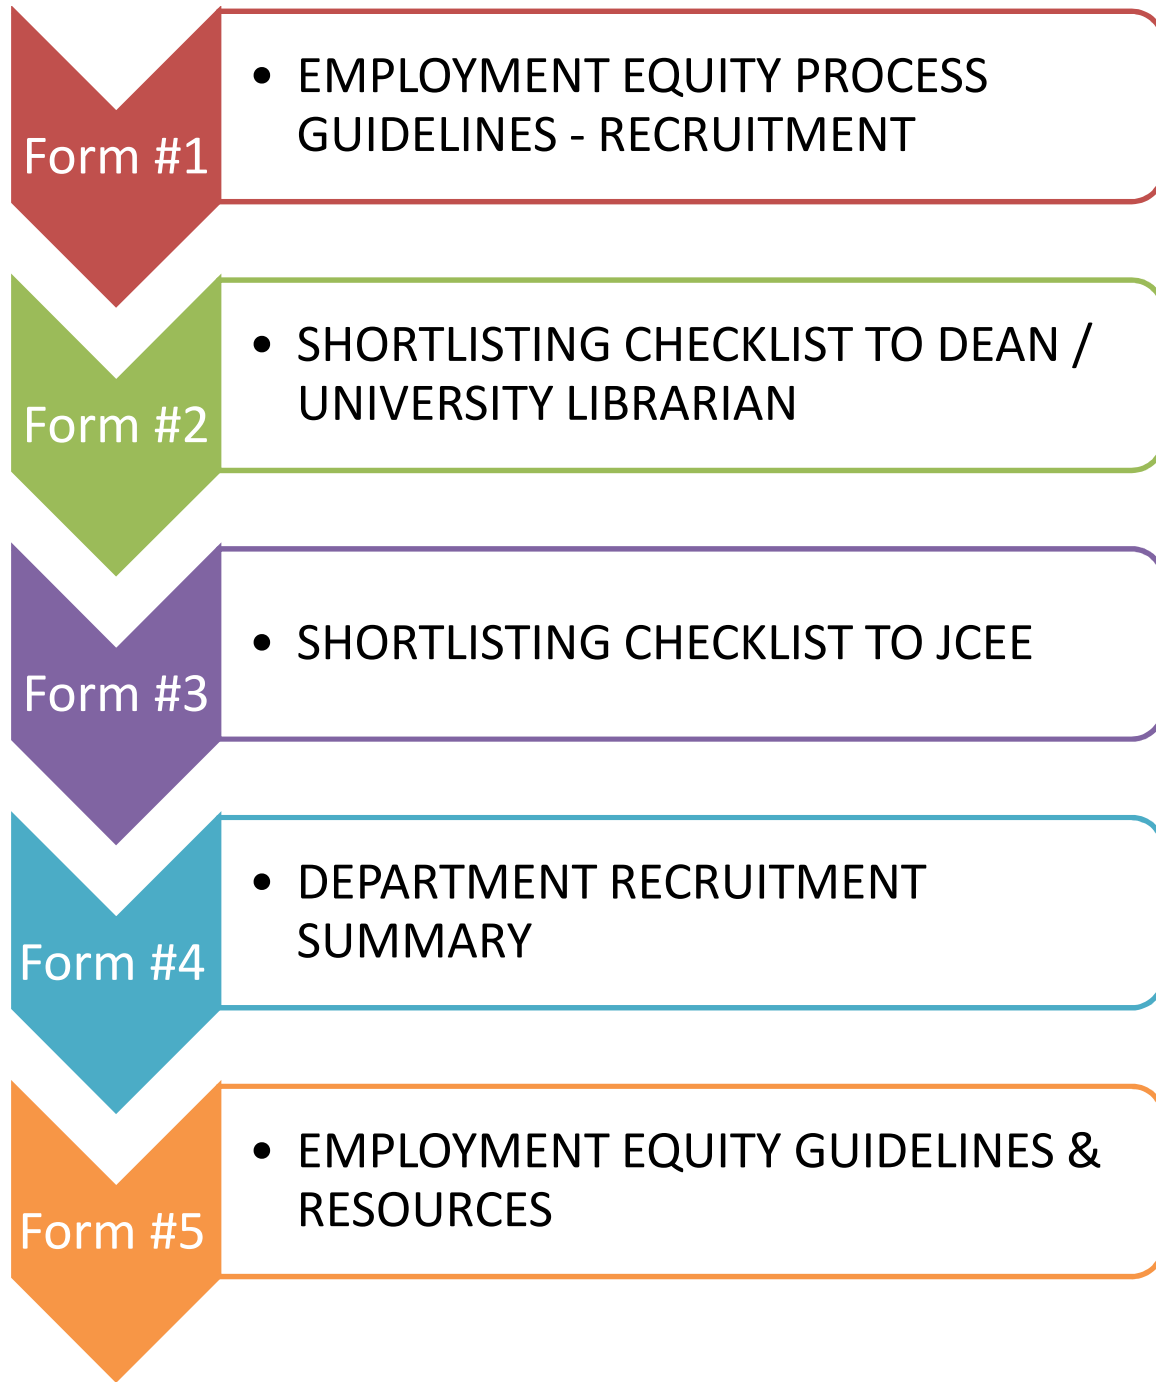 Form #1
• EMPLOYMENT EQUITY PROCESS
GUIDELINES - RECRUITMENT
Form #2
• SHORTLISTING CHECKLIST TO DEAN /
UNIVERSITY LIBRARIAN
Form #3
• SHORTLISTING CHECKLIST TO JCEE
Form #4
• DEPARTMENT RECRUITMENT
SUMMARY
Form #5
• EMPLOYMENT EQUITY GUIDELINES &
RESOURCES